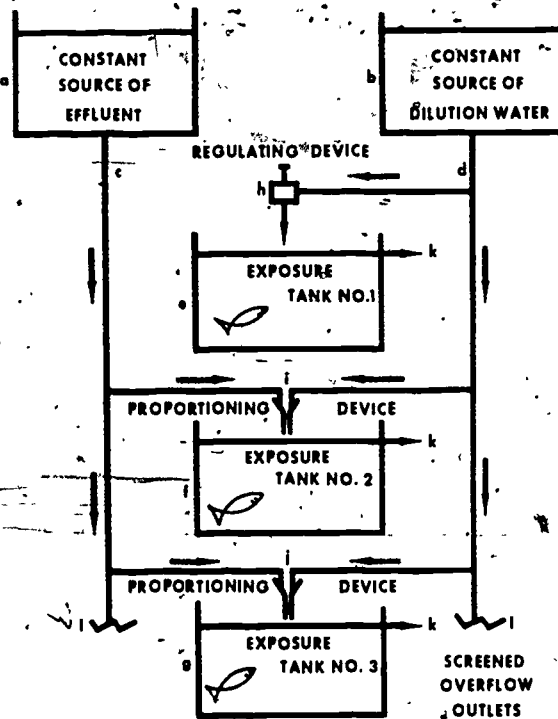 CONSTANT
SOURCE OF
EFFLUENT
a
CONSTANT
SOURCE OF
DILUTION WATER
b
c
d
REGULATING DEVICE
h
k
EXPOSURE
TANK NO.1
e
i
PROPORTIONING DEVICE
k
EXPOSURE
TANK NO. 2
f
i
PROPORTIONING DEVICE
l
l
k
EXPOSURE
TANK NO. 3
g
SCREENED
OVERFLOW
OUTLETS